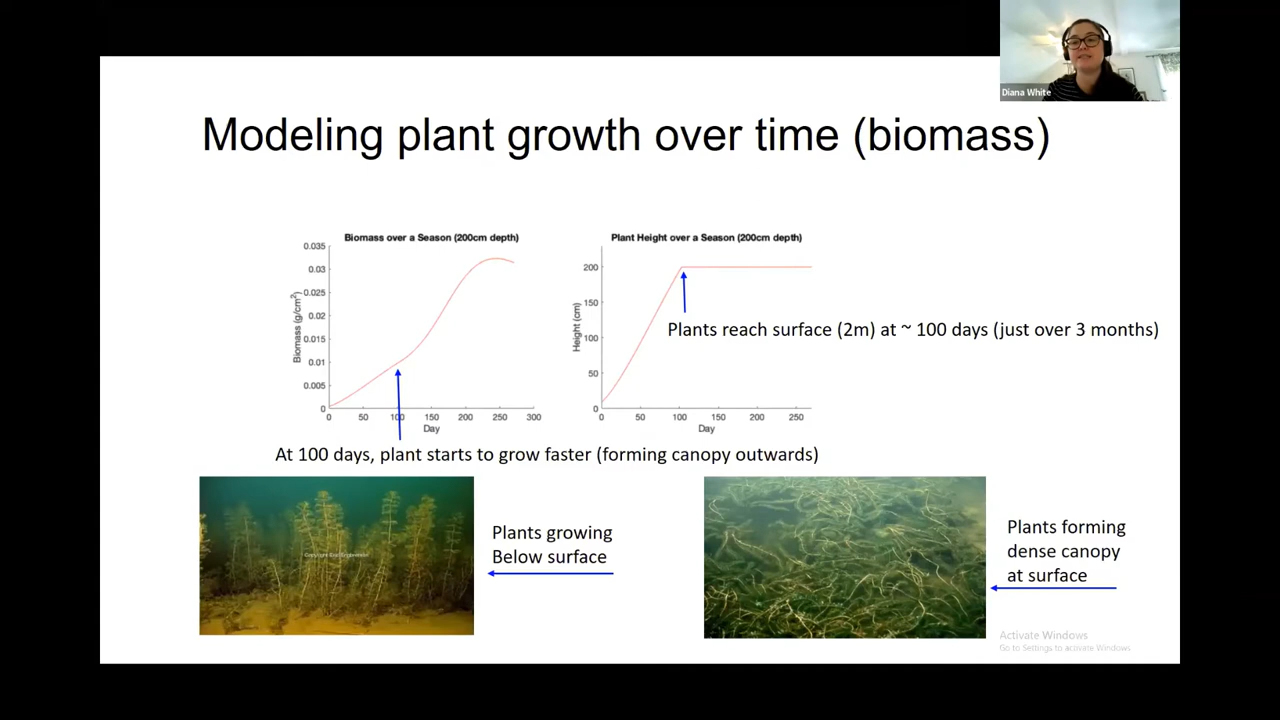 Diana White
Modeling plant growth over time (biomass)
Biomass over a Season (200cm depth)
0.035
0.03
0.025
0.02
0.015
0.01
0.005
0
Biomass (g/cm²)
0 50 100 150 200 250 300
Day
Plant Height over a Season (200cm depth)
200
150
100
50
0
Height (cm)
0 50 100 150 200 250
Day
Plants reach surface (2m) at ~ 100 days (just over 3 months)
At 100 days, plant starts to grow faster (forming canopy outwards)
Plants growing
Below surface
Plants forming
dense canopy
at surface
Activate Windows
Go to Settings to activate Windows.